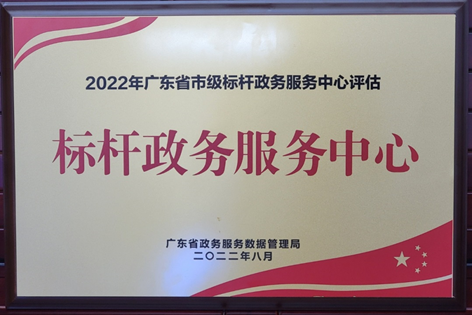 2022年广东省市级标杆政务服务中心评估
标杆政务服务中心
广东省政务服务数据管理局
二〇二二年八月